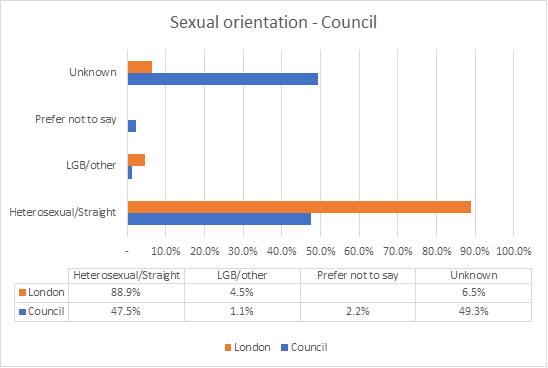 Sexual orientation - Council
Unknown
Prefer not to say
LGB/other
Heterosexual/Straight
- 10.0% 20.0% 30.0% 40.0% 50.0% 60.0% 70.0% 80.0% 90.0% 100.0%
Heterosexual/Straight LGB/other Prefer not to say Unknown
London 88.9% 4.5% 6.5%
Council 47.5% 1.1% 2.2% 49.3%
London Council